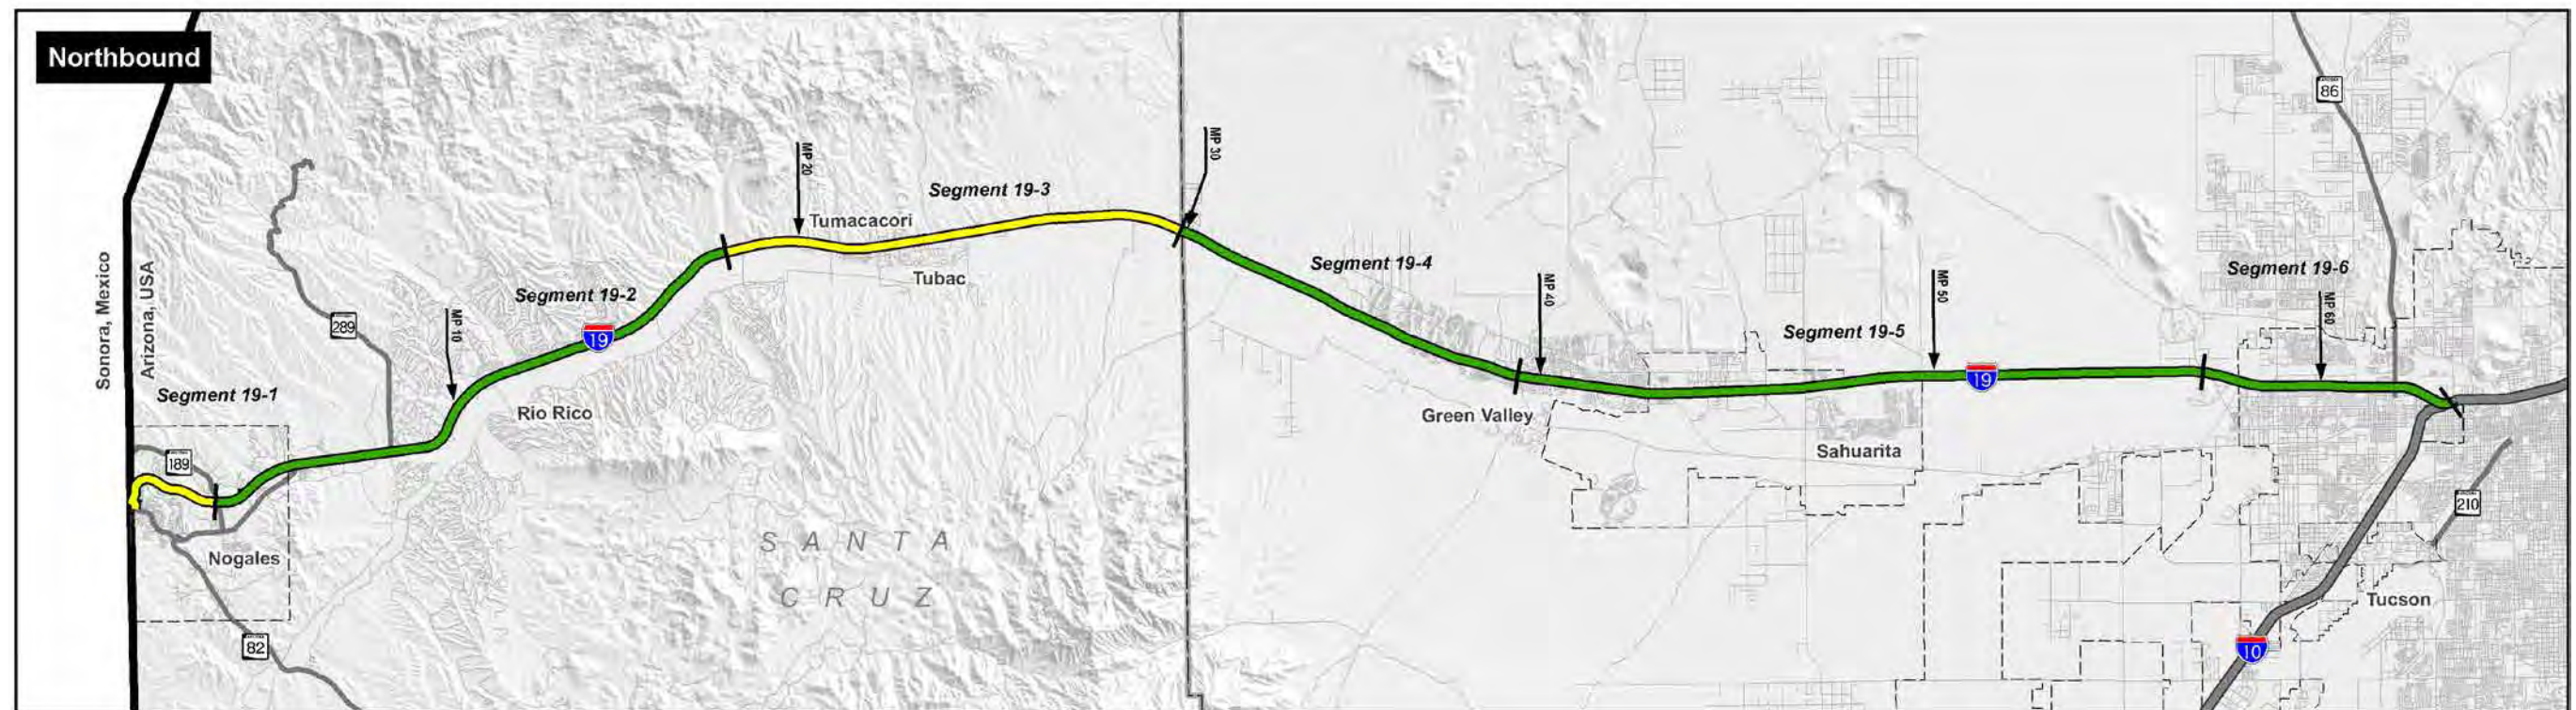 Northbound
86
MP 30
MP 20
Segment 19-3
Tumacacori
Sonora, Mexico
Arizona, USA
Tubac
Segment 19-4
Segment 19-6
MP 40
MP 50
MP 60
Segment 19-2
289
MP 10
19
Segment 19-5
19
Segment 19-1
Rio Rico
Green Valley
Sahuarita
189
210
SANTA
CRUZ
Nogales
Tucson
82
10